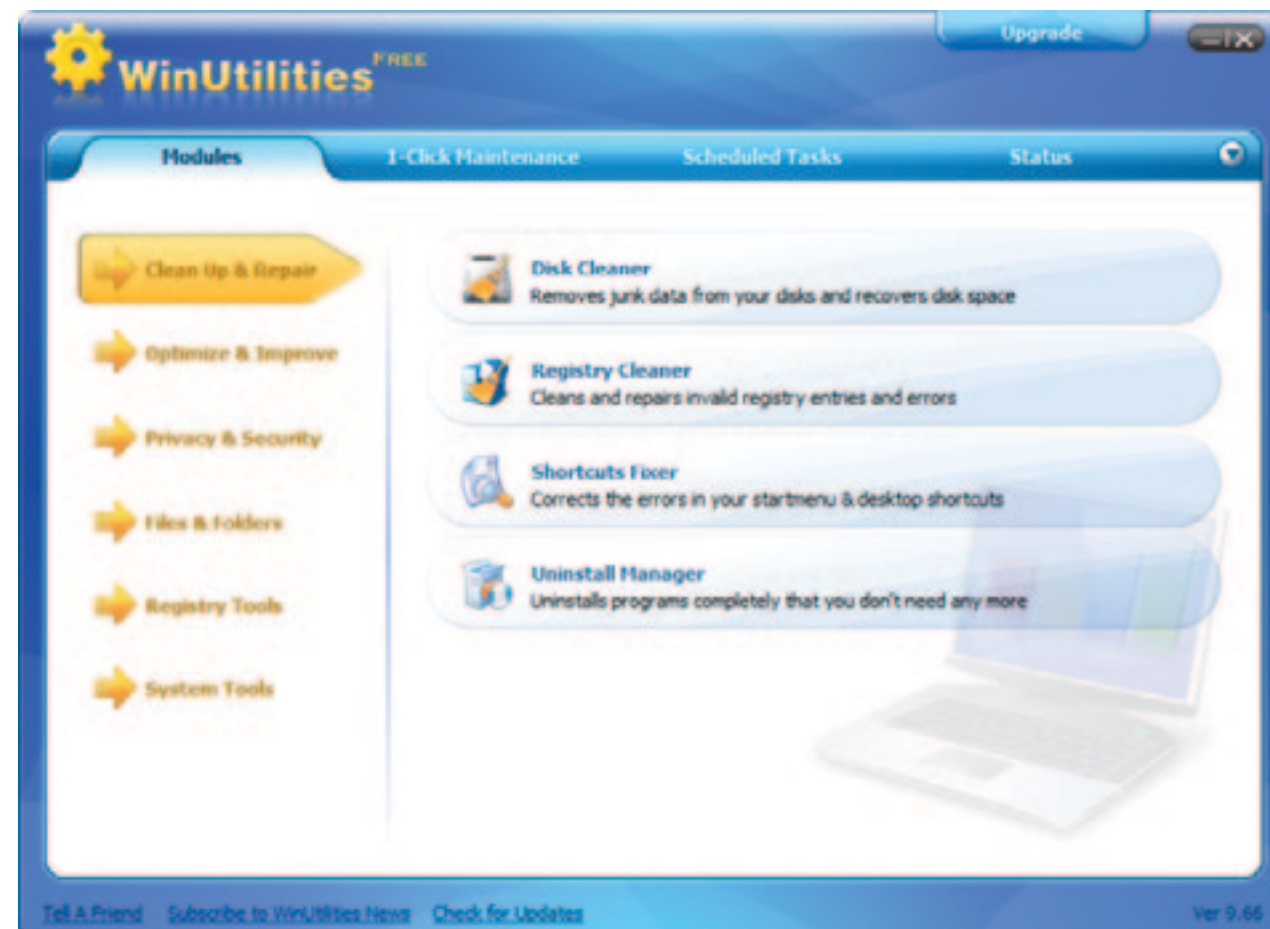 Upgrade
WinUtilities FREE
Modules 1-Click Maintenance Scheduled Tasks Status
Clean Up & Repair
Optimize & Improve
Privacy & Security
Files & Folders
Registry Tools
System Tools
Disk Cleaner
Removes junk data from your disks and recovers disk space
Registry Cleaner
Cleans and repairs invalid registry entries and errors
Shortcuts Fixer
Corrects the errors in your startmenu & desktop shortcuts
Uninstall Manager
Uninstalls programs completely that you don't need any more
Tell A Friend Subscribe to WinUtilities News Check for Updates Ver 9.66